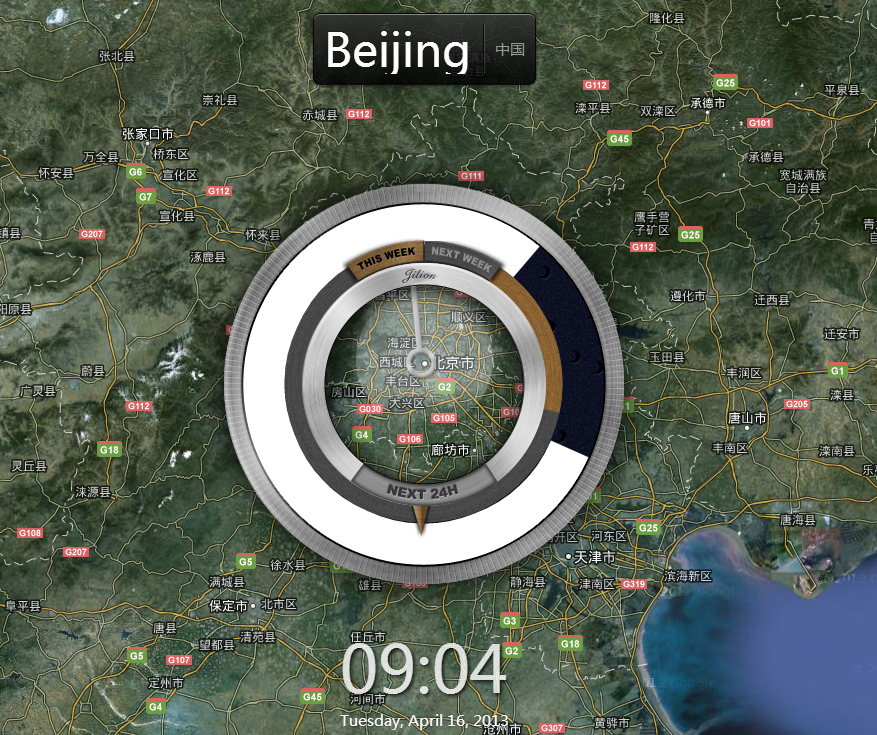 Beijing 中国
隆化县
张北县
G112
G25
平泉县
崇礼县
承德市
赤城县 G112
滦平县 双滦区
张家口市
G101
G45
万全县 桥东区
承德县
怀安县 G6 宣化区
G111
宽城满族
自治县
G7 G112
宣化县
鹰手营
子矿区
G207
怀来县
G25
G112
涿鹿县
THIS WEEK NEXT WEEK
Jilion
阳原县
遵化市 迁西县
顺义区
海淀区
迁安市
玉田县
西城区 北京市
蔚县
丰台区 G2
丰润区 G1
广灵县
房山区
大兴区
滦县
G112
G030
G205
G105
唐山市
G4 G106
G18
廊坊市
丰南区 滦南县
灵丘县
涞源县
NEXT 24H
唐海县
G108
G25
河东区
G207
天津市
G5 徐水县
滨海新区
满城县
雄县
静海县 津南区 G319
阜平县
保定市 北市区
唐县
G3
清苑县 任丘市
望都县
G18
G5 G107
G2
09:04
定州市
G45 河间市
G4
Tuesday, April 16, 2013
沧州市 G307 黄骅市